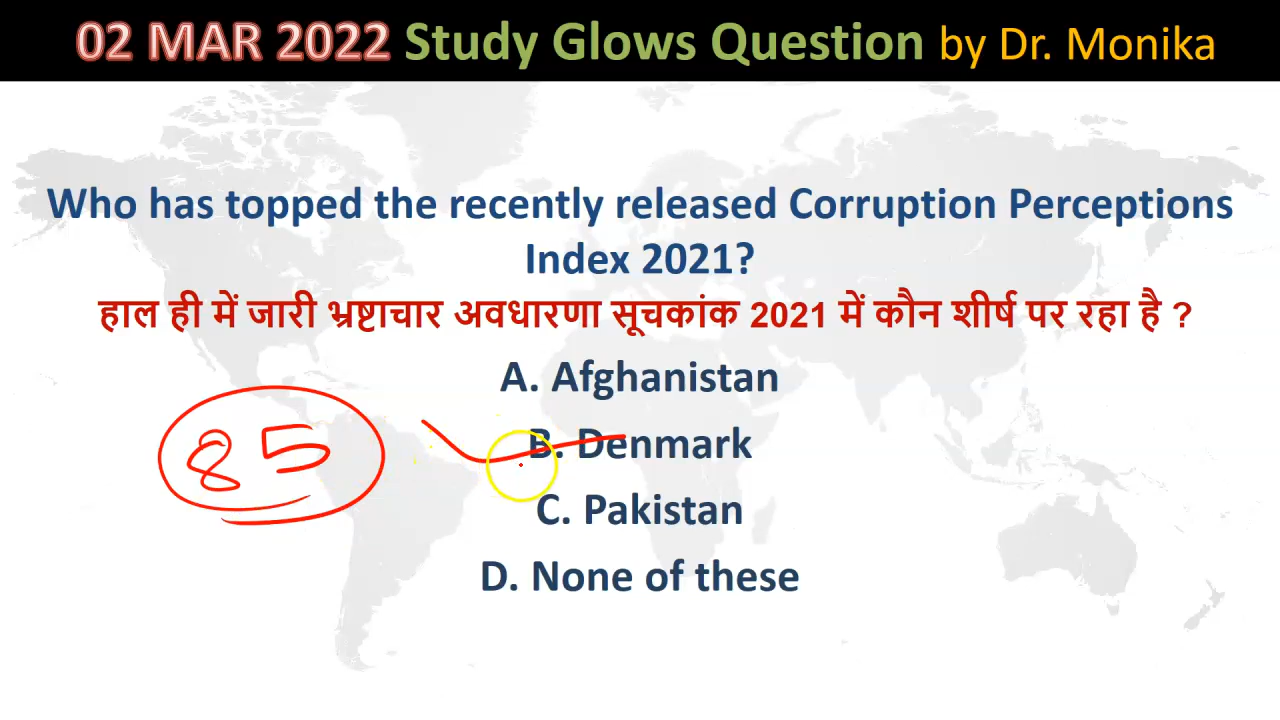 02 MAR 2022 Study Glows Question by Dr. Monika
Who has topped the recently released Corruption Perceptions
Index 2021?
हाल ही में जारी भ्रष्टाचार अवधारणा सूचकांक 2021 में कौन शीर्ष पर रहा है ?
A. Afghanistan
85
B. Denmark
C. Pakistan
D. None of these